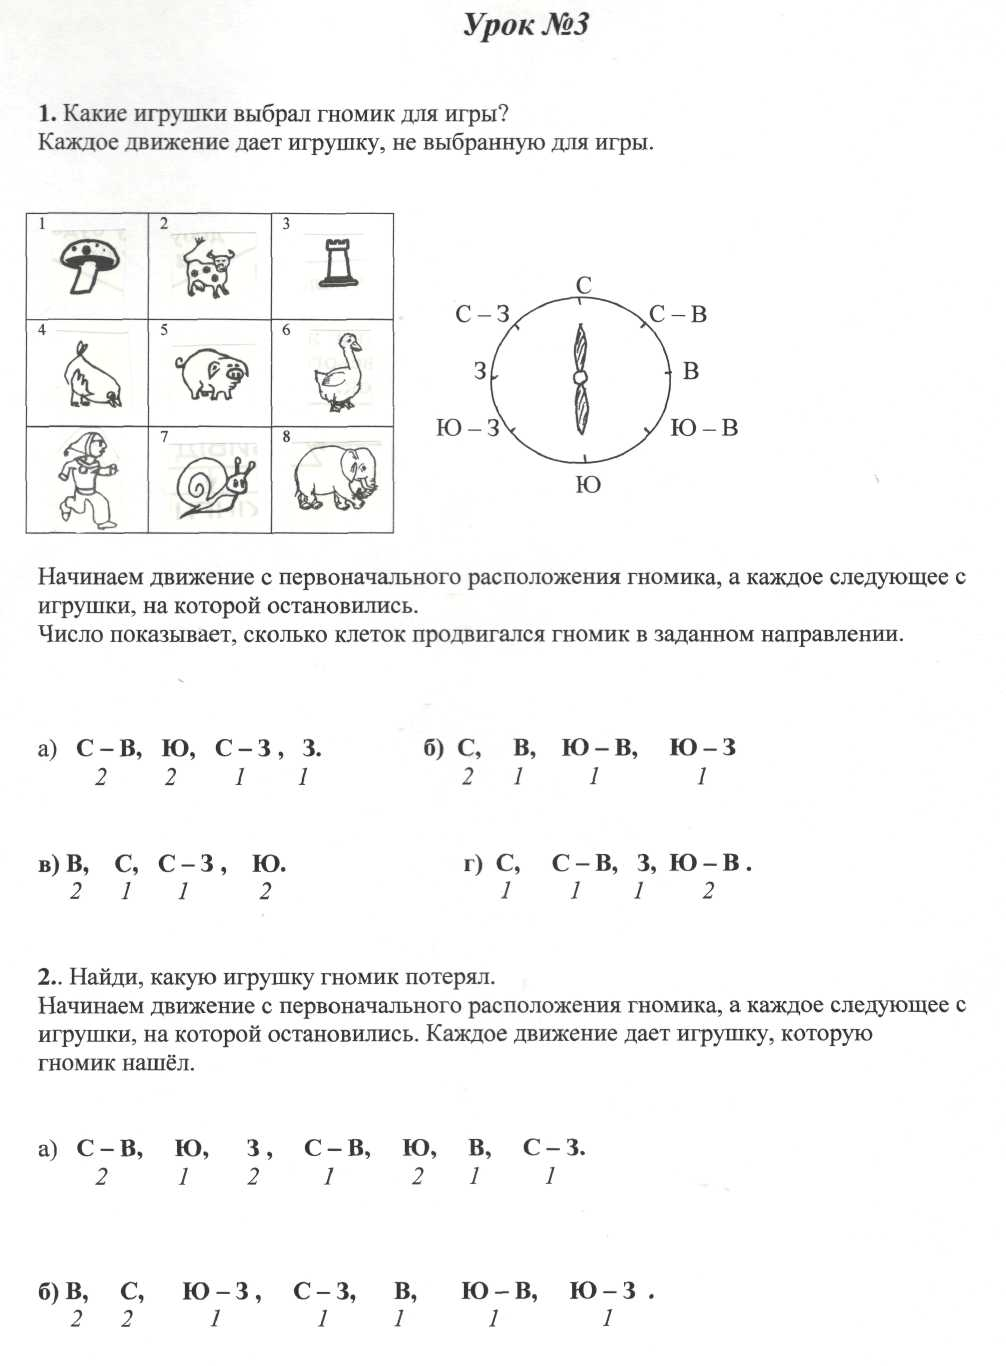 Урок №3
1. Какие игрушки выбрал гномик для игры?
Каждое движение дает игрушку, не выбранную для игры.
1 2 3
4 5 6
7 8
С
С – З С – В
З В
Ю – З Ю – В
Ю
Начинаем движение с первоначального расположения гномика, а каждое следующее с
игрушки, на которой остановились.
Число показывает, сколько клеток продвигался гномик в заданном направлении.
а) С – В, Ю, С – З , З. б) С, В, Ю – В, Ю – З
2 2 1 1 2 1 1 1
в) В, С, С – З , Ю. г) С, С – В, З, Ю – В .
2 1 1 2 1 1 1 2
2.. Найди, какую игрушку гномик потерял.
Начинаем движение с первоначального расположения гномика, а каждое следующее с
игрушки, на которой остановились. Каждое движение дает игрушку, которую
гномик нашёл.
а) С – В, Ю, З , С – В, Ю, В, С – З.
2 1 2 1 2 1 1
б) В, С, Ю – З , С – З, В, Ю – В, Ю – З .
2 2 1 1 1 1 1